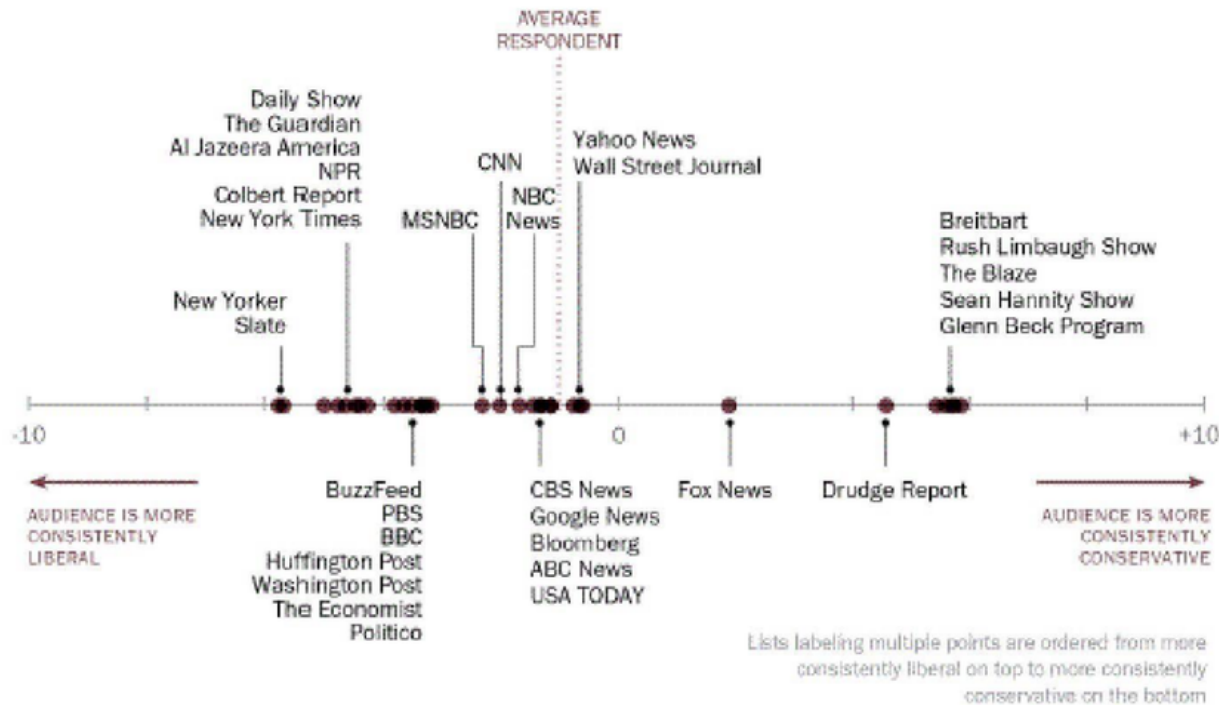 AVERAGE
RESPONDENT
Daily Show
The Guardian
Al Jazeera America
NPR
Colbert Report
New York Times
CNN
Yahoo News
Wall Street Journal
MSNBC
NBC
News
Breitbart
Rush Limbaugh Show
The Blaze
Sean Hannity Show
Glenn Beck Program
New Yorker
Slate
-10
0
+10
AUDIENCE IS MORE
CONSISTENTLY
LIBERAL
BuzzFeed
PBS
BBC
Huffington Post
Washington Post
The Economist
Politico
CBS News
Google News
Bloomberg
ABC News
USA TODAY
Fox News
Drudge Report
AUDIENCE IS MORE
CONSISTENTLY
CONSERVATIVE
Lists labeling multiple points are ordered from more
consistently liberal on top to more consistently
conservative on the bottom